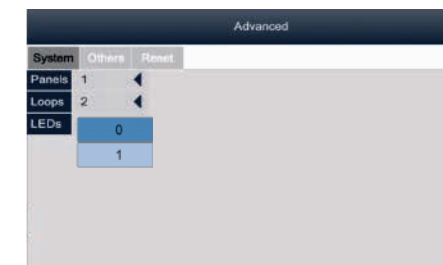 Advanced
System Others Reset
Panels 1
Loops 2
LEDs
0
1